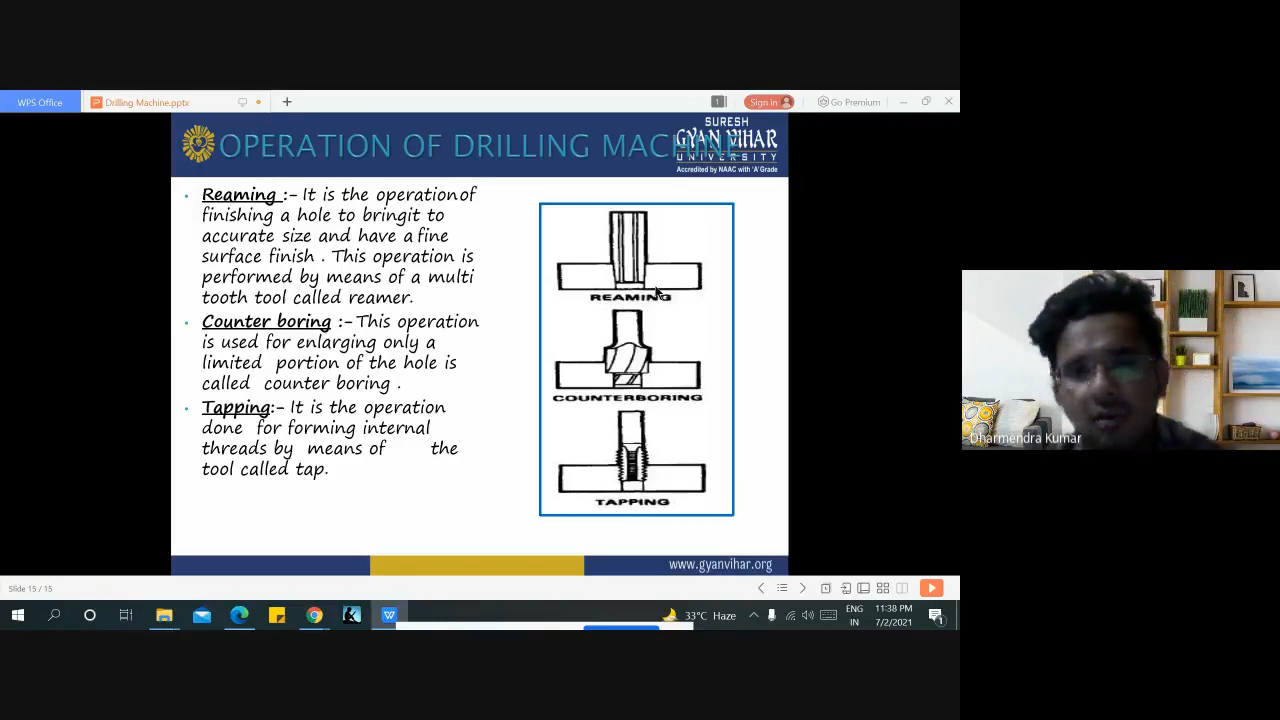 WPS Office
Drilling Machine.pptx
1
Sign in
Go Premium
OPERATION OF DRILLING MACHINE
SURESH
GYAN VIHAR
UNIVERSITY
Accredited by NAAC with 'A' Grade
• Reaming :- It is the operation of
finishing a hole to bringit to
accurate size and have a fine
surface finish . This operation is
performed by means of a multi
tooth tool called reamer.
• Counter boring :- This operation
is used for enlarging only a
limited portion of the hole is
called counter boring .
• Tapping:- It is the operation
done for forming internal
threads by means of the
tool called tap.
REAMING
COUNTERBORING
TAPPING
www.gyanvihar.org
Dharmendra Kumar
Slide 15 / 15
33°C Haze
ENG
IN
11:38 PM
7/2/2021
1